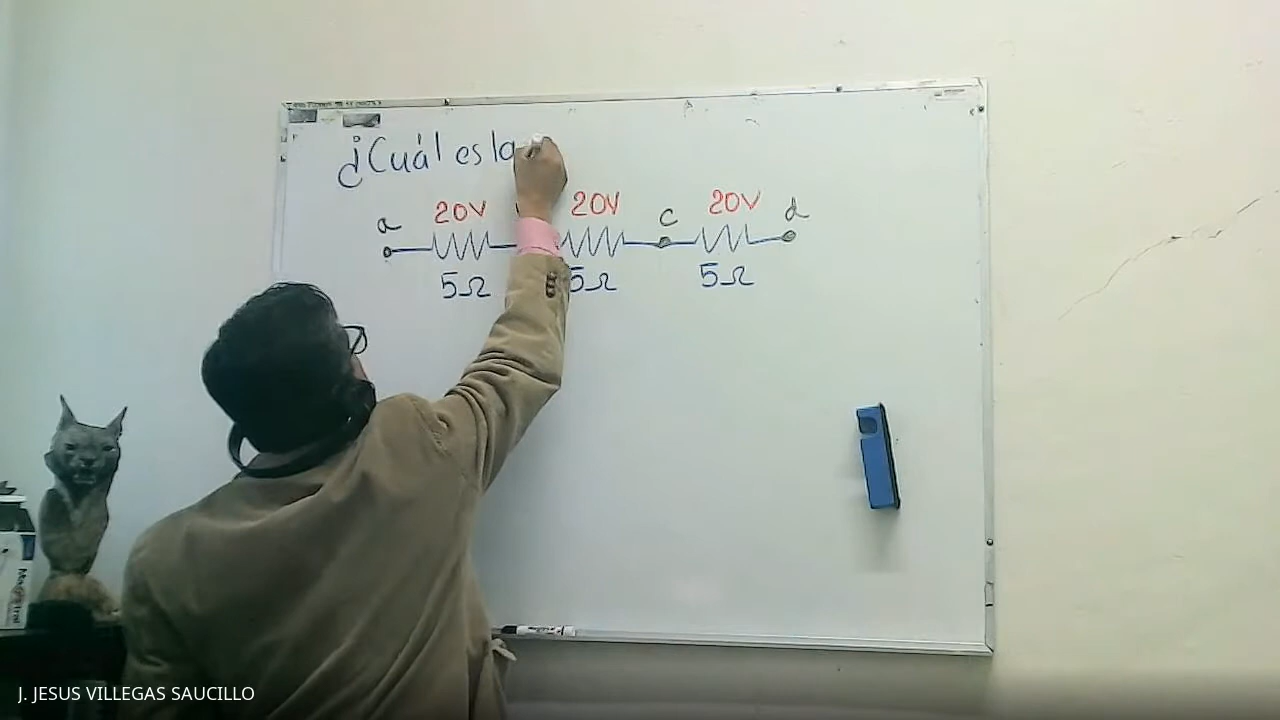 ¿Cuál es la
20V 20V 20V
a c d
5Ω 5Ω 5Ω
J. JESUS VILLEGAS SAUCILLO